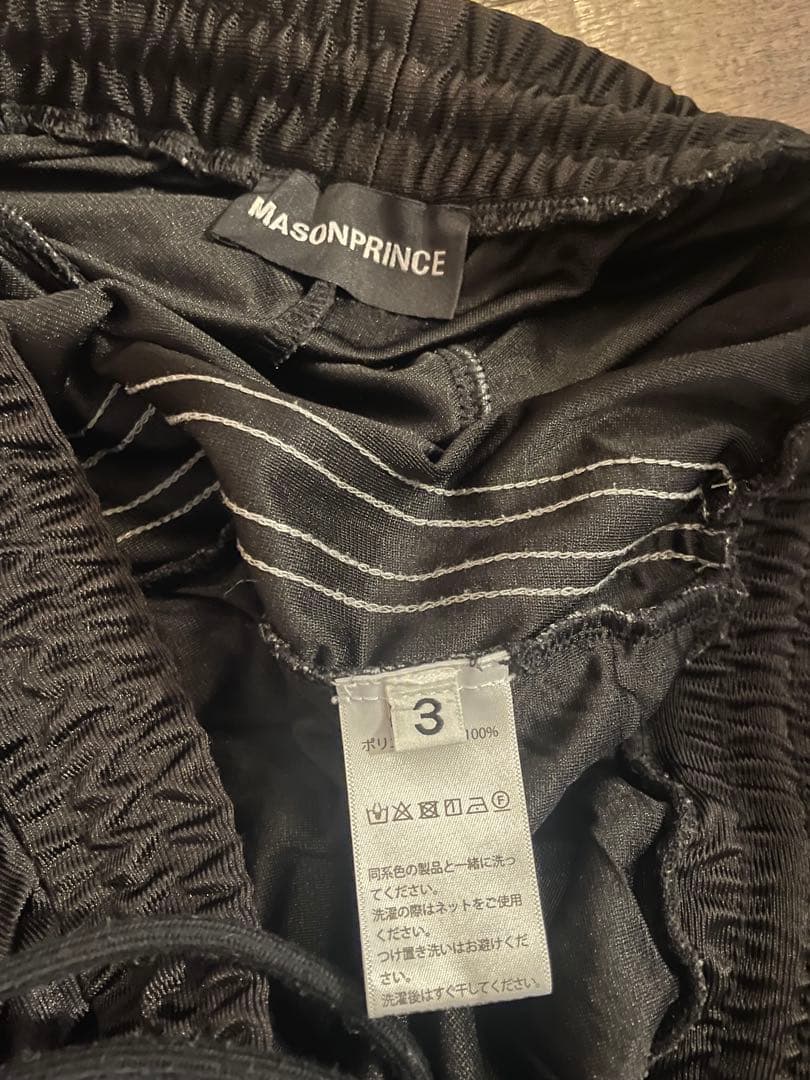 MASONPRINCE
3
ポリ 100%
同系色の製品と一緒に洗っ
てください。
洗濯の際はネットをご使用
ください。
つけ置き洗いはお避けくだ
さい。
洗濯後はすぐ干してください。